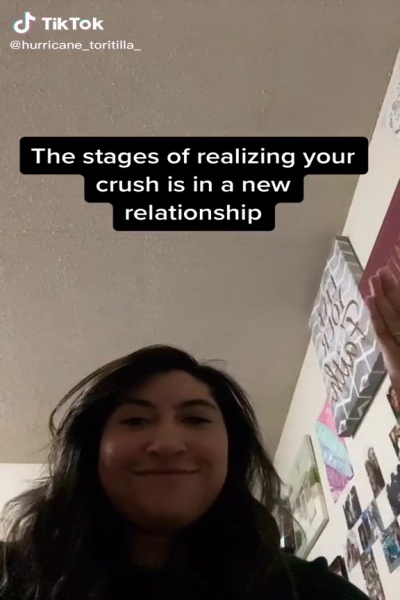 TikTok
@hurricane_toritilla_
The stages of realizing your
crush is in a new
relationship